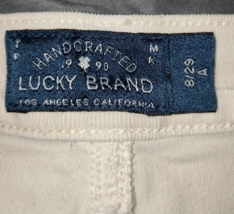 T M
HANDCRAFTED
F K
19 90
LUCKY BRAND
LOS ANGELES CALIFORNIA
8/29
A